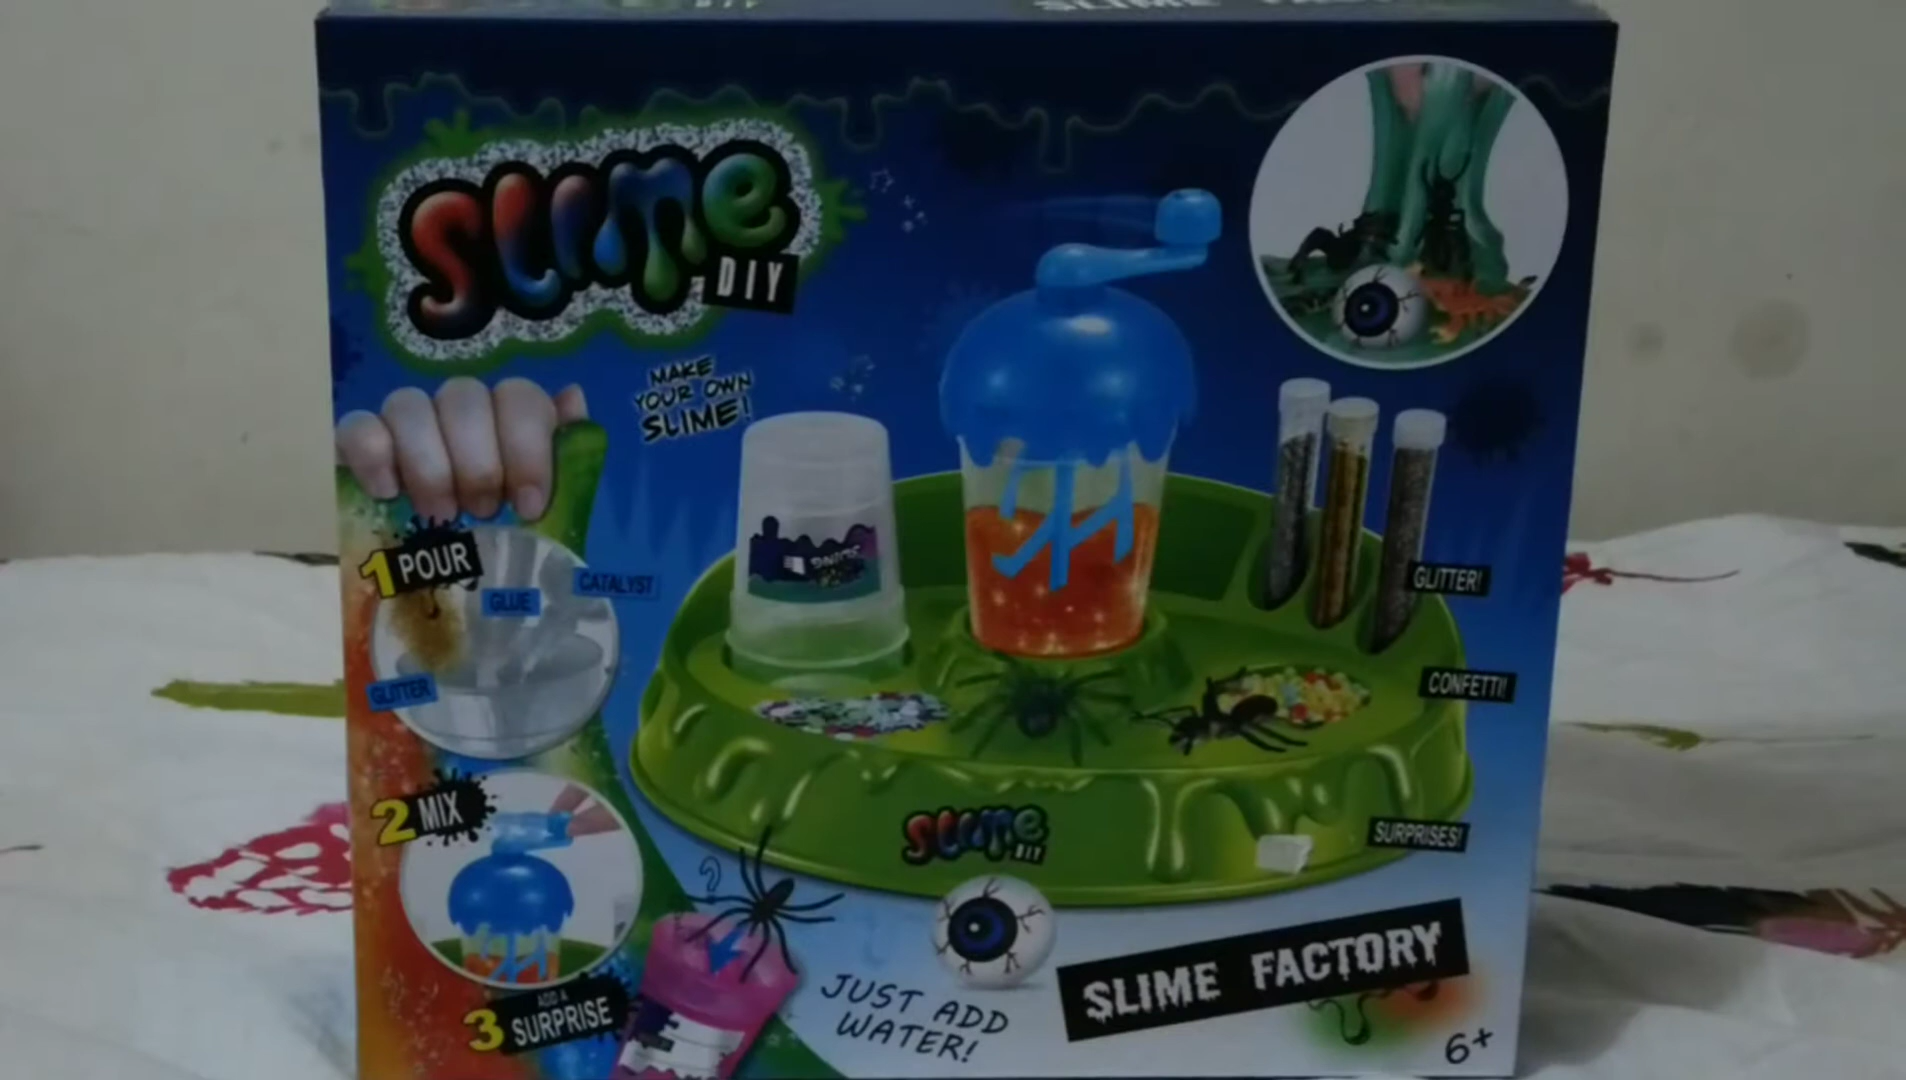 SLIME
DIY
MAKE
YOUR OWN
SLIME!
1 POUR
GLUE
CATALYST
GLITTER
2 MIX
3 ADD A
SURPRISE
GLITTER!
CONFETTI!
SURPRISES!
SLIME
DIY
JUST ADD
WATER!
SLIME FACTORY
6+